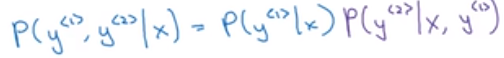 P(y^{<1>}, y^{<2>} | x) = P(y^{<1>} | x) P(y^{<2>} | x, y^{<1>})